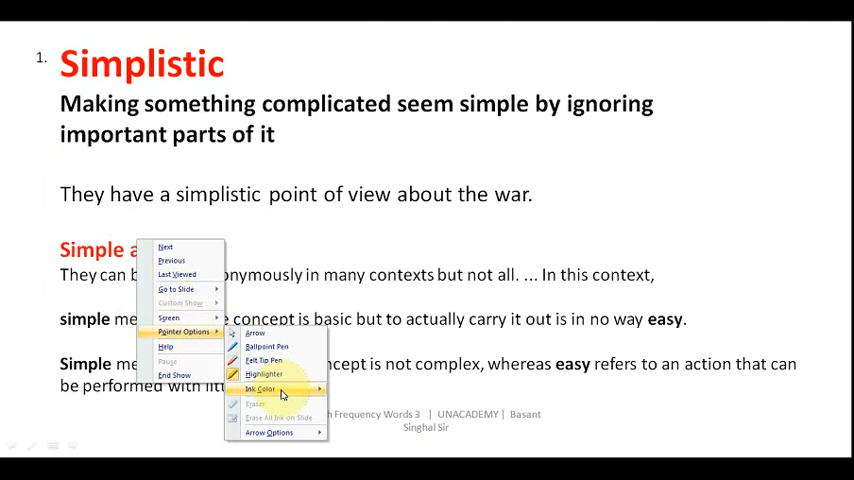 1. Simplistic
Making something complicated seem simple by ignoring
important parts of it
They have a simplistic point of view about the war.
Simple a
They can b onymously in many contexts but not all. ... In this context,
simple me e concept is basic but to actually carry it out is in no way easy.
Simple me ncept is not complex, whereas easy refers to an action that can
be performed with litt
Next
Previous
Last Viewed
Go to Slide
Custom Show
Screen
Pointer Options
Help
Pause
End Show
Arrow
Ballpoint Pen
Felt Tip Pen
Highlighter
Ink Color
Eraser
Erase All Ink on Slide
Arrow Options
h Frequency Words 3 | UNACADEMY | Basant
Singhal Sir